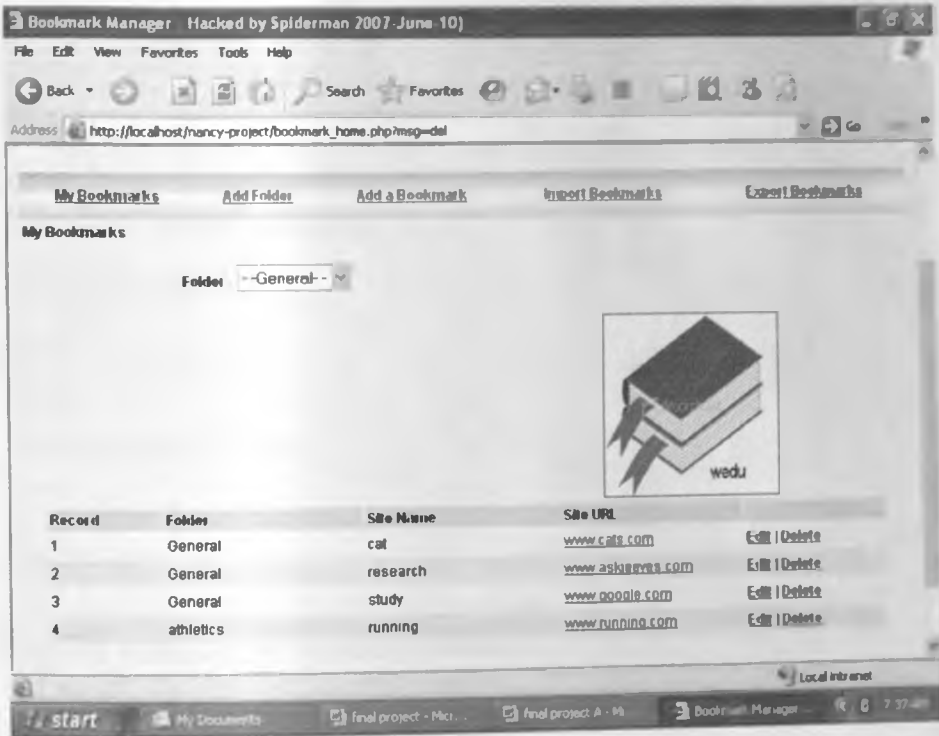 Bookmark Manager Hacked by Spiderman 2007-June-10)
File Edit View Favorites Tools Help
Back Search Favorites
Address http://localhost/nancy-project/bookmark_home.php?msg=del Go
My Bookmarks Add Folder Add a Bookmark Import Bookmarks Export Bookmarks
My Bookmarks
Folder --General--
wedu
Record Folder Site Name Site URL
1 General cat www.cats.com Edit | Delete
2 General research www.askjeeves.com Edit | Delete
3 General study www.google.com Edit | Delete
4 athletics running www.running.com Edit | Delete
Local intranet
start My Documents final project - Micr... final project A - Mi Bookmark Manager 7:37